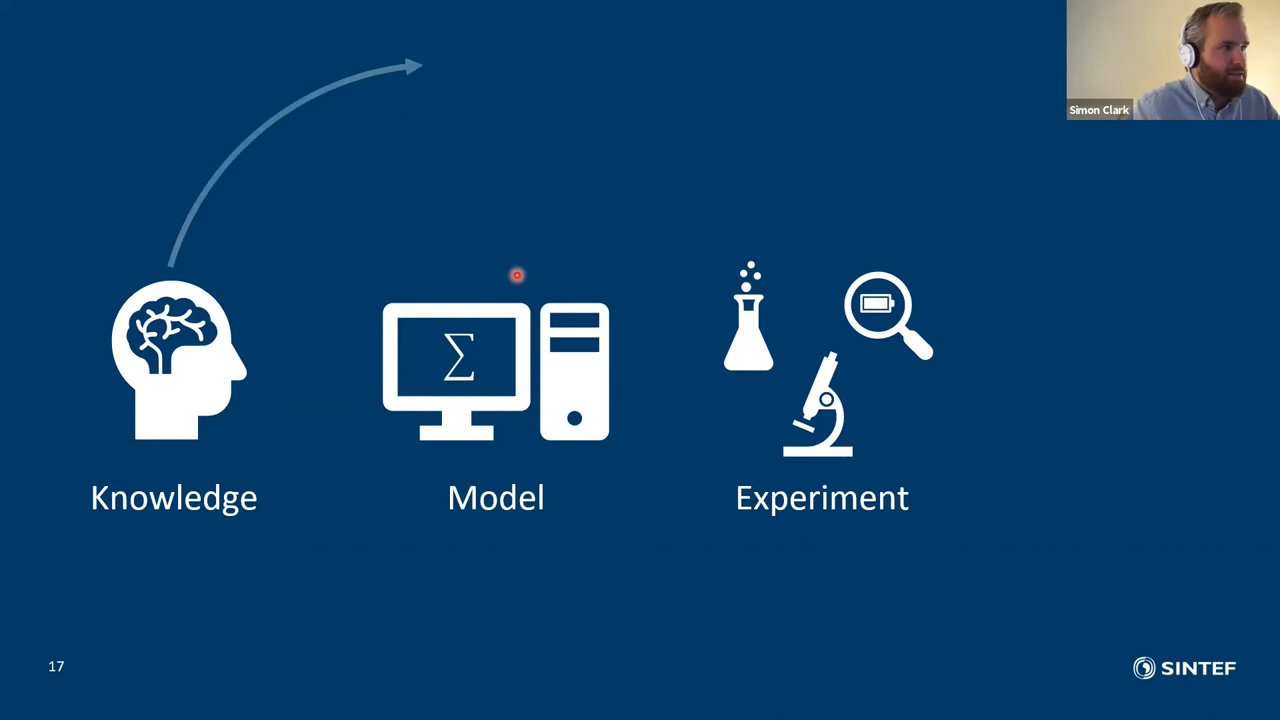 Simon Clark
∑
Knowledge
Model
Experiment
17
SINTEF